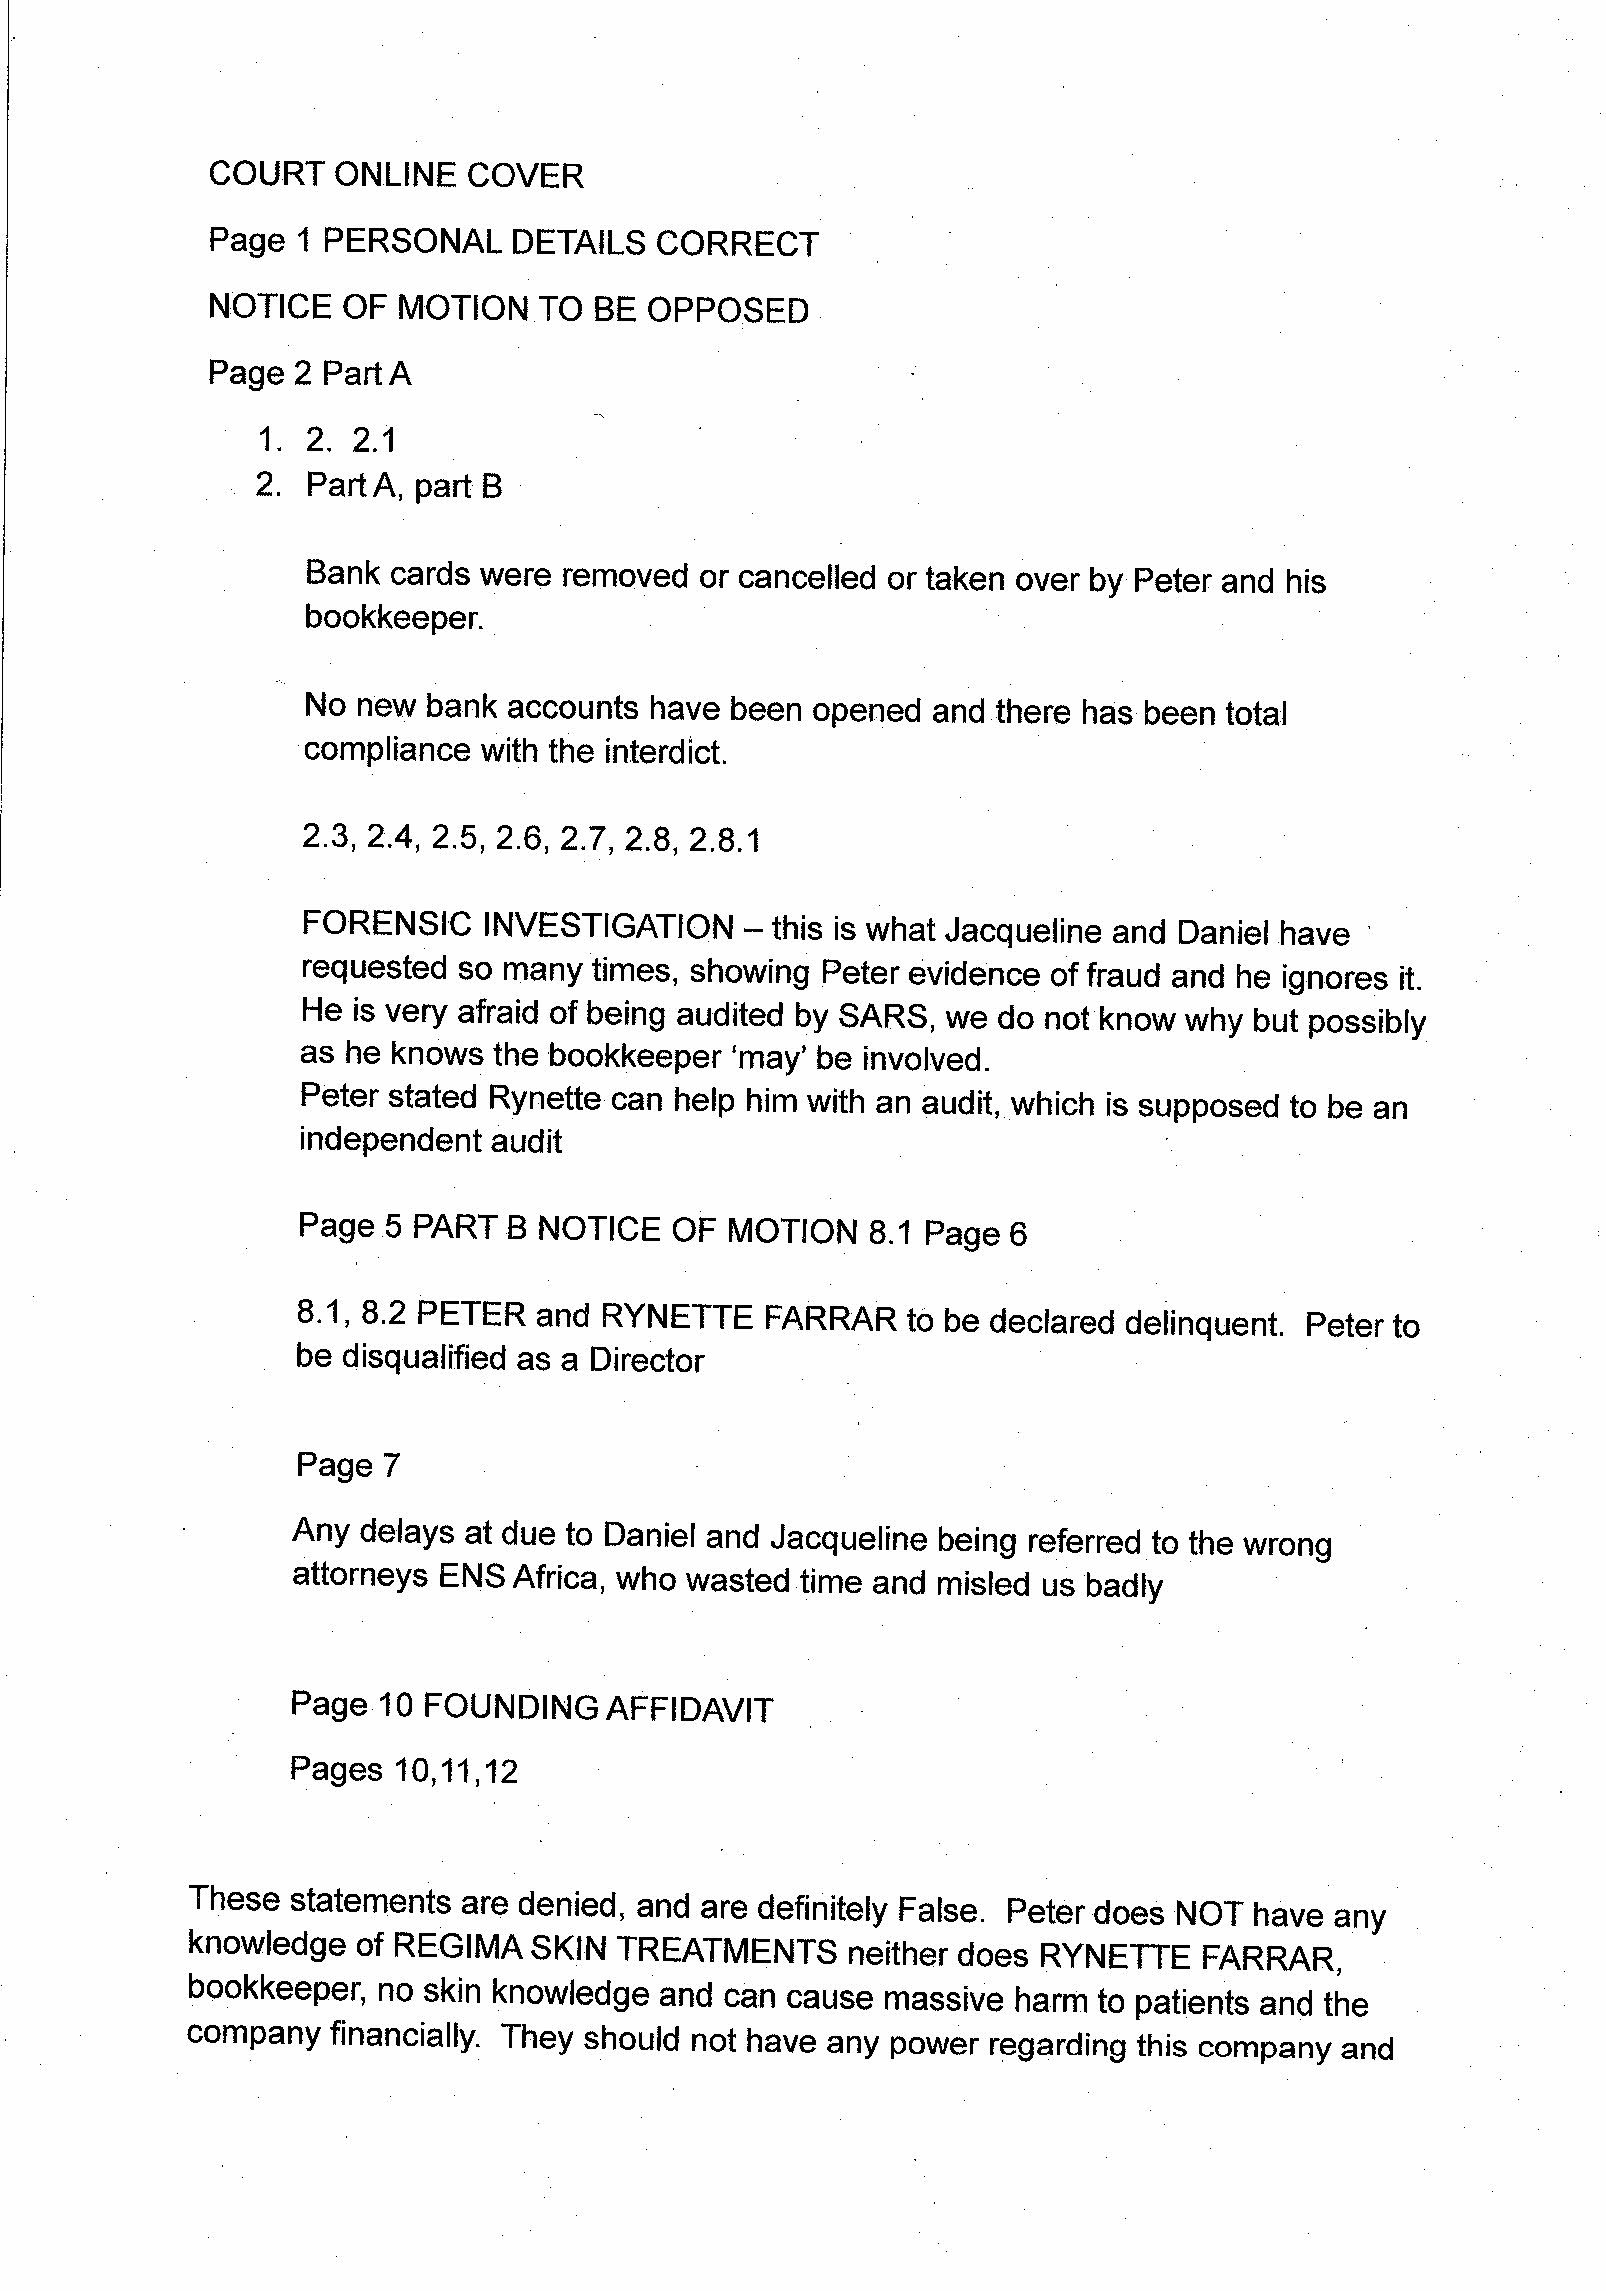 COURT ONLINE COVER
Page 1 PERSONAL DETAILS CORRECT
NOTICE OF MOTION TO BE OPPOSED
Page 2 Part A
1. 2. 2.1
2. Part A, part B
Bank cards were removed or cancelled or taken over by Peter and his
bookkeeper.
No new bank accounts have been opened and there has been total
compliance with the interdict.
2.3, 2.4, 2.5, 2.6, 2.7, 2.8, 2.8.1
FORENSIC INVESTIGATION – this is what Jacqueline and Daniel have
requested so many times, showing Peter evidence of fraud and he ignores it.
He is very afraid of being audited by SARS, we do not know why but possibly
as he knows the bookkeeper ‘may’ be involved.
Peter stated Rynette can help him with an audit, which is supposed to be an
independent audit
Page 5 PART B NOTICE OF MOTION 8.1 Page 6
8.1, 8.2 PETER and RYNETTE FARRAR to be declared delinquent. Peter to
be disqualified as a Director
Page 7
Any delays at due to Daniel and Jacqueline being referred to the wrong
attorneys ENS Africa, who wasted time and misled us badly
Page 10 FOUNDING AFFIDAVIT
Pages 10,11,12
These statements are denied, and are definitely False. Peter does NOT have any
knowledge of REGIMA SKIN TREATMENTS neither does RYNETTE FARRAR,
bookkeeper, no skin knowledge and can cause massive harm to patients and the
company financially. They should not have any power regarding this company and